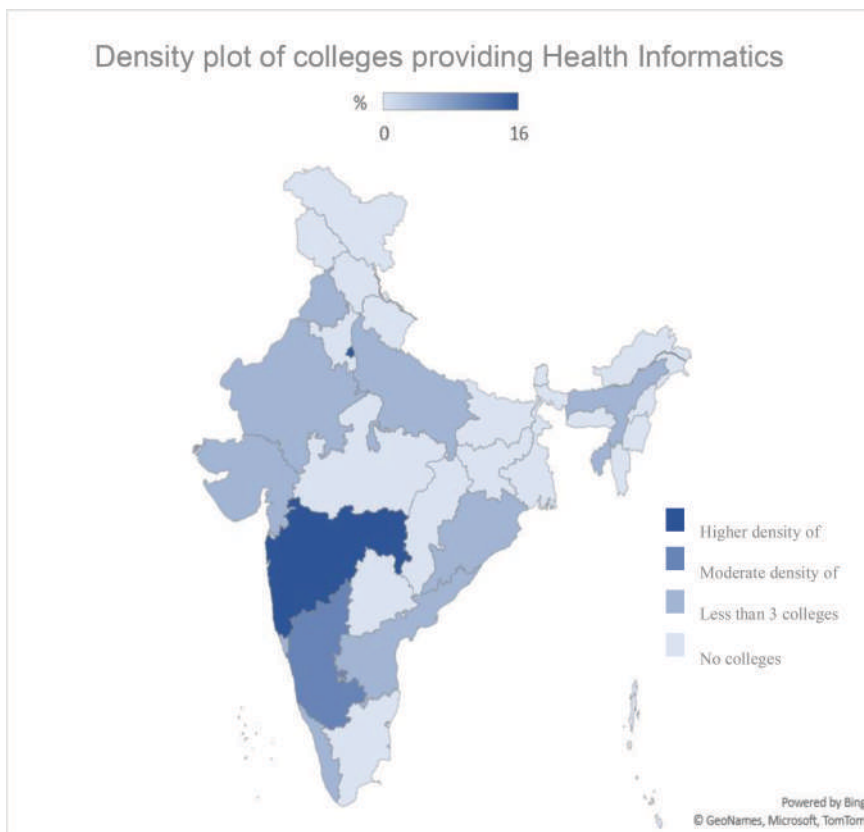 Density plot of colleges providing Health Informatics
%
0 16
Higher density of
Moderate density of
Less than 3 colleges
No colleges
Powered by Bing
© GeoNames, Microsoft, TomTom